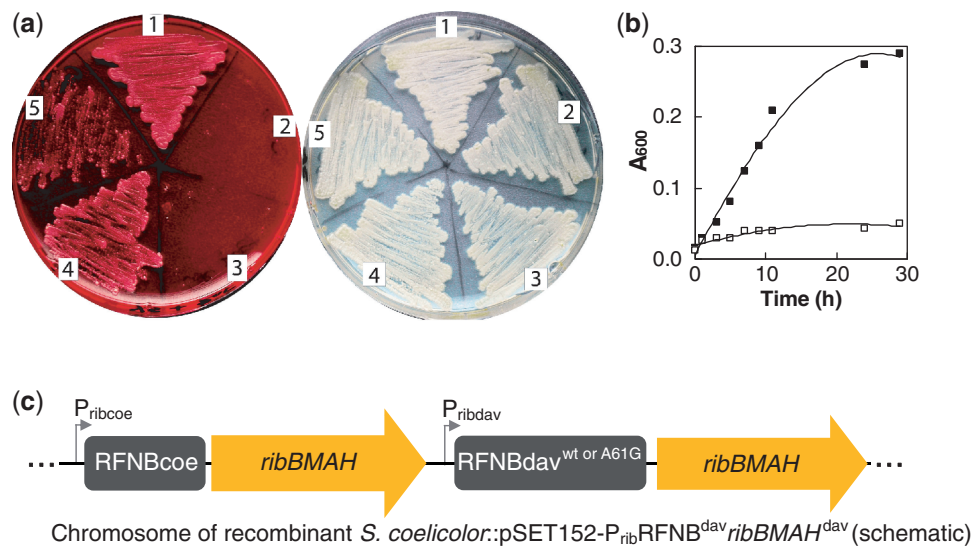 (a)
1
2
3
4
5
1
2
3
4
5
(b)
0.3
0.2
0.1
0.0
A600
0
10
20
30
Time (h)
(c)
Pribcoe
Pribdav
... RFNBcoe ribBMAH RFNBdav wt or A61G ribBMAH ...
Chromosome of recombinant S. coelicolor::pSET152-PribRFNBdavribBMAHdav (schematic)